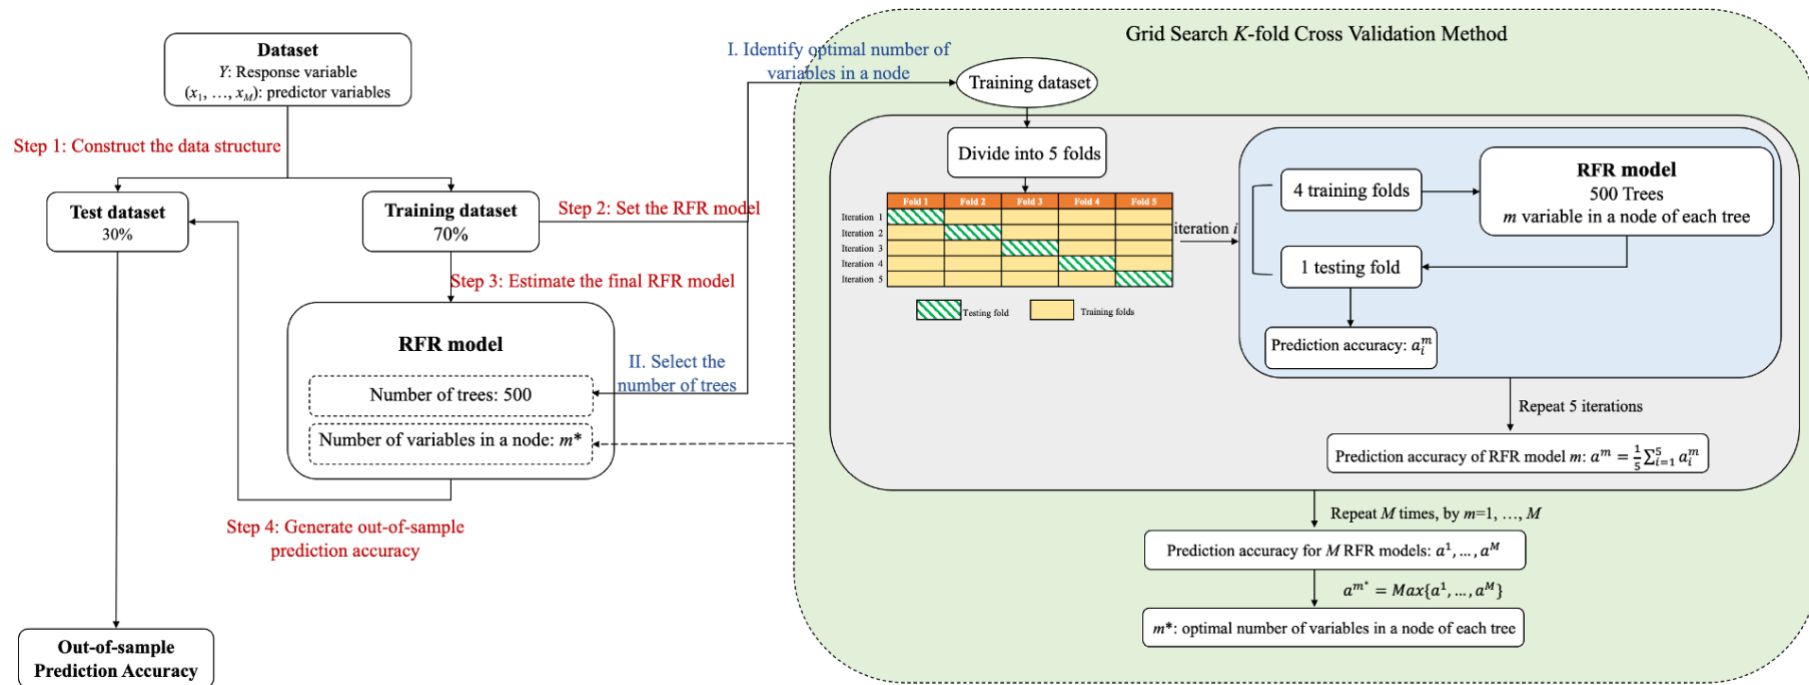 Dataset
Y: Response variable
(x₁, …, x_M): predictor variables
Step 1: Construct the data structure
Test dataset
30%
Training dataset
70%
Step 2: Set the RFR model
Step 3: Estimate the final RFR model
RFR model
Number of trees: 500
Number of variables in a node: m*
Step 4: Generate out-of-sample
prediction accuracy
Out-of-sample
Prediction Accuracy
I. Identify optimal number of
variables in a node
II. Select the
number of trees
Grid Search K-fold Cross Validation Method
Training dataset
Divide into 5 folds
Fold 1 Fold 2 Fold 3 Fold 4 Fold 5
Iteration 1
Iteration 2
Iteration 3
Iteration 4
Iteration 5
Testing fold
Training folds
iteration i
4 training folds
RFR model
500 Trees
m variable in a node of each tree
1 testing fold
Prediction accuracy: a_i^m
Repeat 5 iterations
Prediction accuracy of RFR model m: a^m = 1/5 ∑_{i=1}^5 a_i^m
Repeat M times, by m=1, …, M
Prediction accuracy for M RFR models: a^1, …, a^M
a^{m*} = Max{a^1, …, a^M}
m*: optimal number of variables in a node of each tree